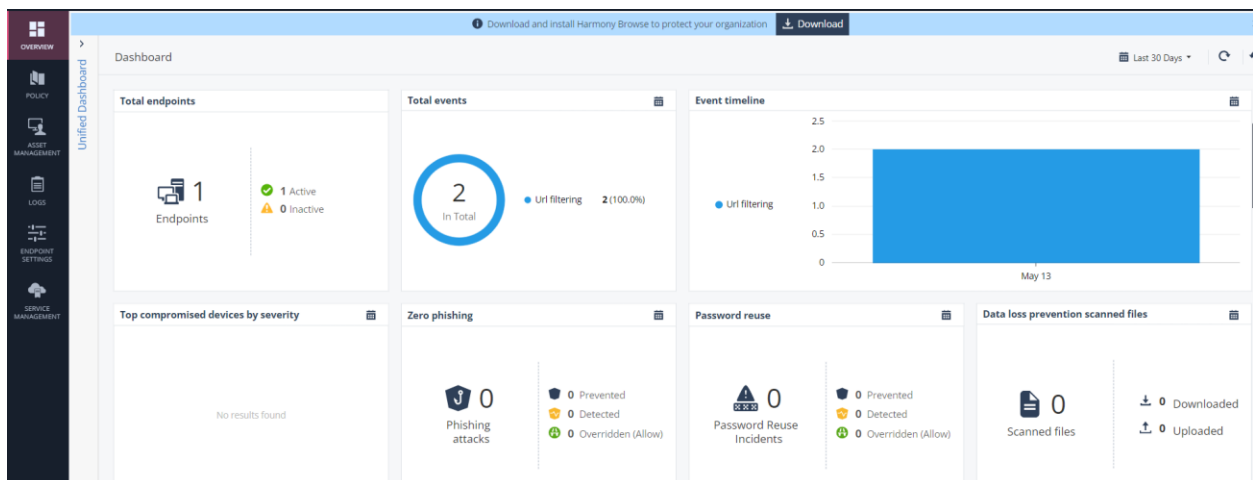 Download and install Harmony Browse to protect your organization Download
OVERVIEW
POLICY
ASSET
MANAGEMENT
LOGS
ENDPOINT
SETTINGS
SERVICE
MANAGEMENT
Unified Dashboard
Dashboard
Last 30 Days
Total endpoints
1
Endpoints
1 Active
0 Inactive
Total events
2
In Total
Url filtering 2 (100.0%)
Event timeline
Url filtering
2.5
2.0
1.5
1.0
0.5
0
May 13
Top compromised devices by severity
No results found
Zero phishing
0
Phishing
attacks
0 Prevented
0 Detected
0 Overridden (Allow)
Password reuse
0
Password Reuse
Incidents
0 Prevented
0 Detected
0 Overridden (Allow)
Data loss prevention scanned files
0
Scanned files
0 Downloaded
0 Uploaded